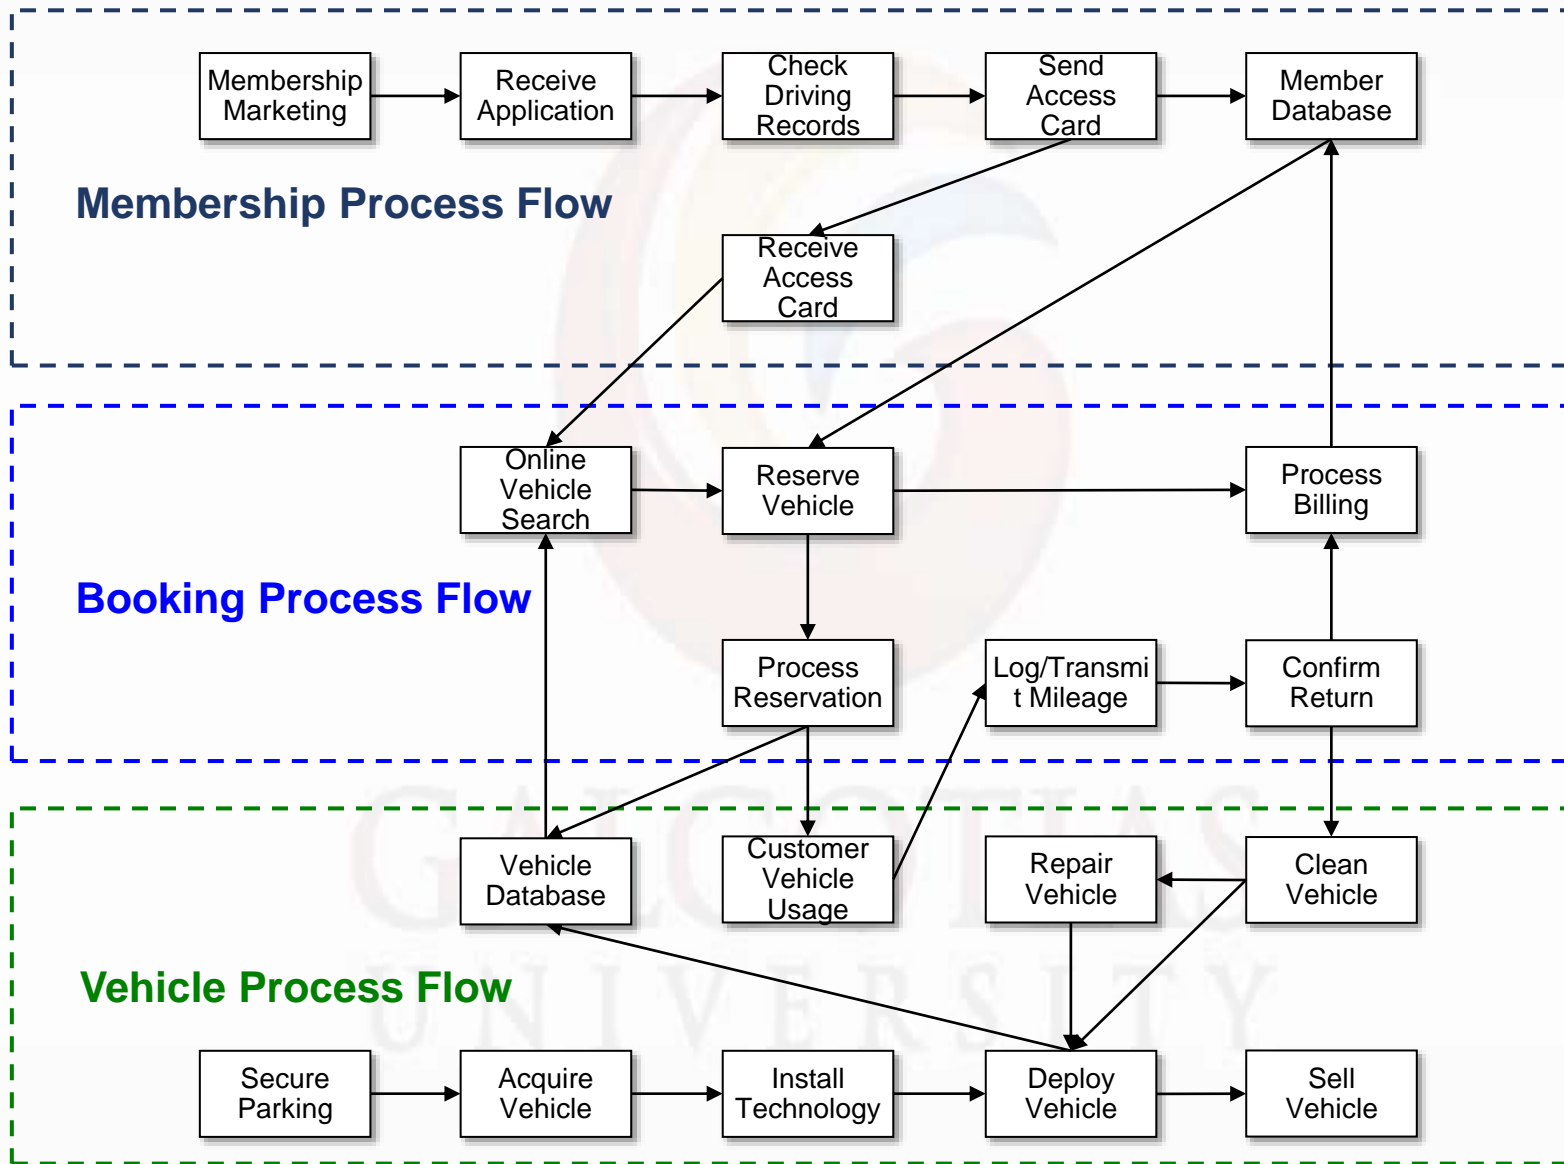 Membership
Marketing
Receive
Application
Check
Driving
Records
Send
Access
Card
Member
Database
Membership Process Flow
Receive
Access
Card
Online
Vehicle
Search
Reserve
Vehicle
Process
Billing
Booking Process Flow
Process
Reservation
Log/Transmi
t Mileage
Confirm
Return
Vehicle
Database
Customer
Vehicle
Usage
Repair
Vehicle
Clean
Vehicle
Vehicle Process Flow
GALGOTIAS
UNIVERSITY
Secure
Parking
Acquire
Vehicle
Install
Technology
Deploy
Vehicle
Sell
Vehicle